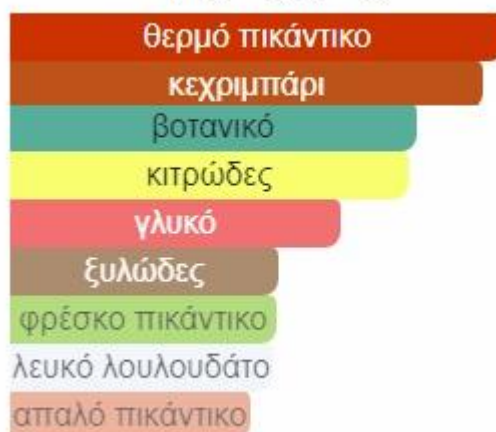 θερμό πικάντικο
κεχριμπάρι
βοτανικό
κιτρώδες
γλυκό
ξυλώδες
φρέσκο πικάντικο
λευκό λουλουδάτο
απαλό πικάντικο